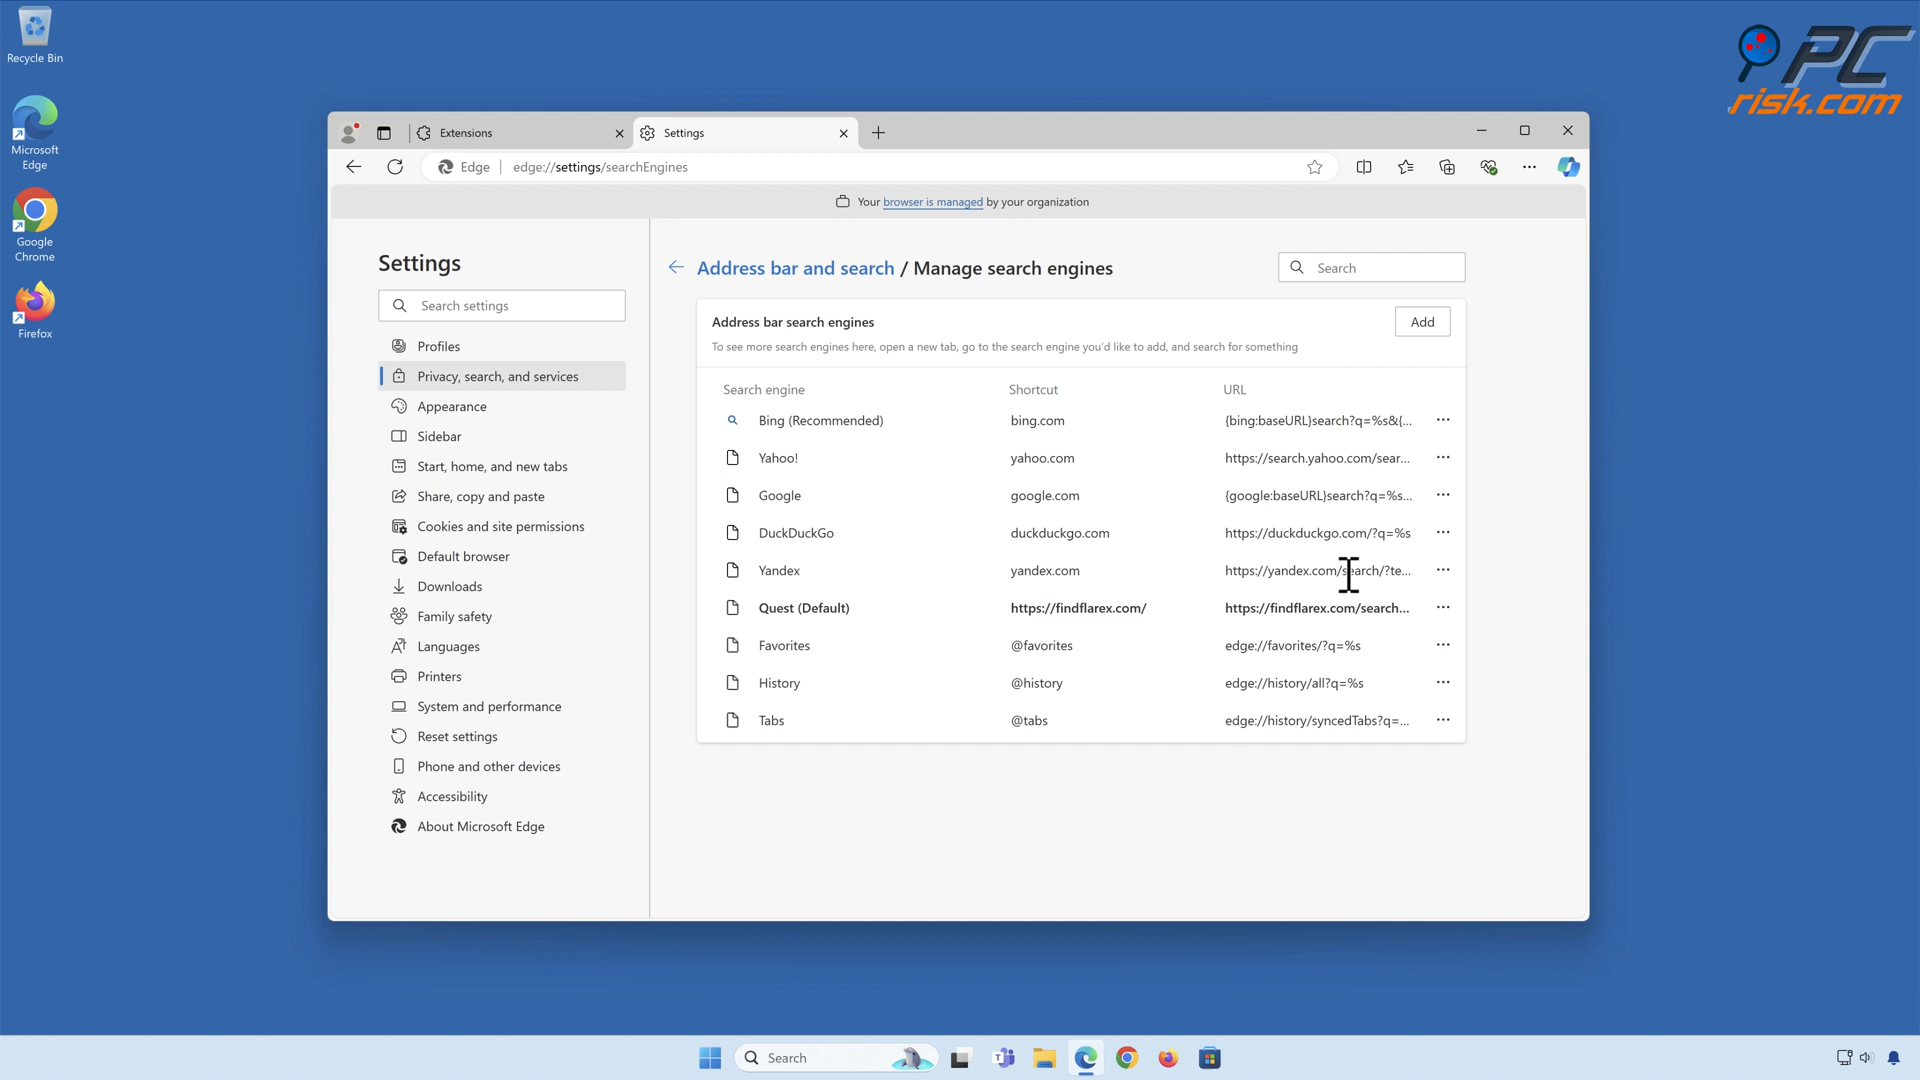 Recycle Bin
Microsoft
Edge
Google
Chrome
Firefox
PC
risk.com
Extensions
Settings
Edge
edge://settings/searchEngines
Your browser is managed by your organization
Settings
Search settings
Profiles
Privacy, search, and services
Appearance
Sidebar
Start, home, and new tabs
Share, copy and paste
Cookies and site permissions
Default browser
Downloads
Family safety
Languages
Printers
System and performance
Reset settings
Phone and other devices
Accessibility
About Microsoft Edge
Address bar and search / Manage search engines
Search
Address bar search engines
Add
To see more search engines here, open a new tab, go to the search engine you'd like to add, and search for something
Search engine Shortcut URL
Bing (Recommended) bing.com {bing:baseURL}search?q=%s&{...
Yahoo! yahoo.com https://search.yahoo.com/sear...
Google google.com {google:baseURL}search?q=%s...
DuckDuckGo duckduckgo.com https://duckduckgo.com/?q=%s
Yandex yandex.com https://yandex.com/search/?te...
Quest (Default) https://findflarex.com/ https://findflarex.com/search...
Favorites @favorites edge://favorites/?q=%s
History @history edge://history/all?q=%s
Tabs @tabs edge://history/syncedTabs?q=...
Search